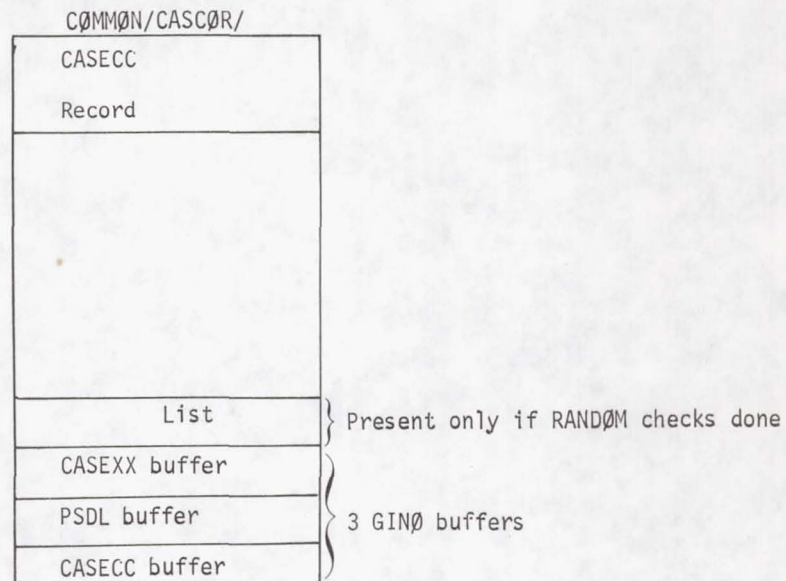 CØMMØN/CASCØR/
CASECC
Record
List
Present only if RANDØM checks done
CASEXX buffer
PSDL buffer
3 GINØ buffers
CASECC buffer